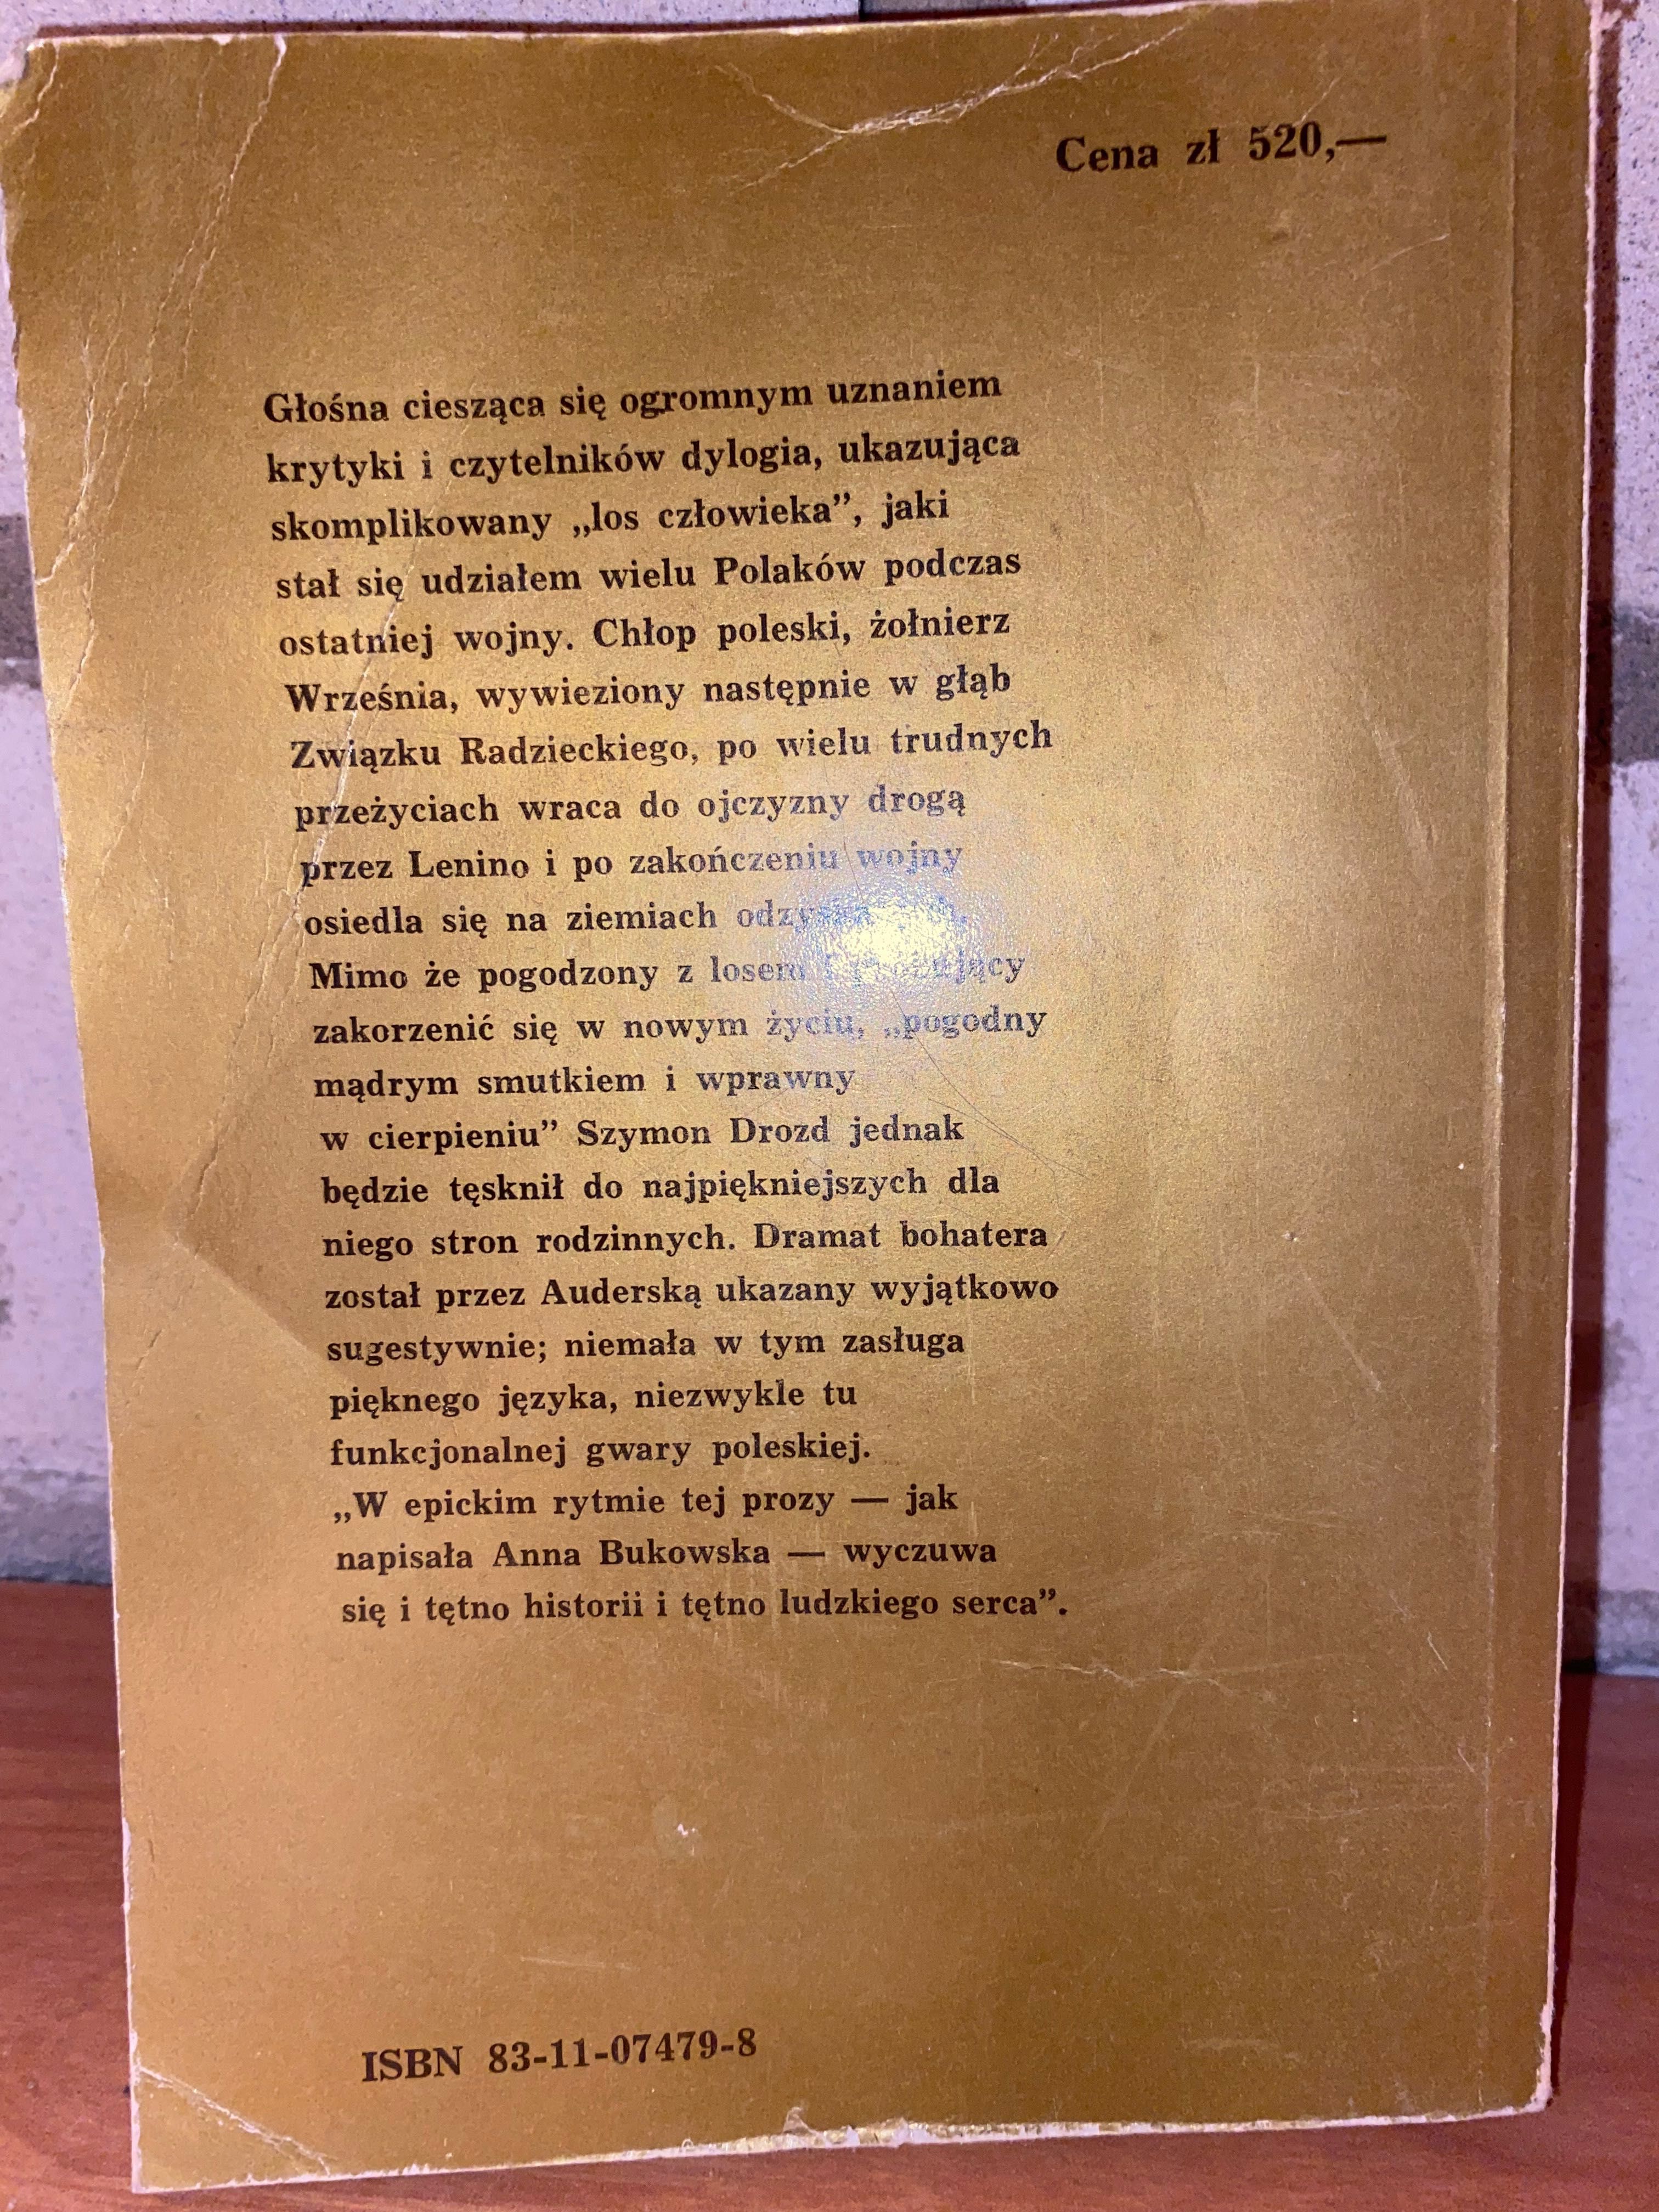 Cena zł 520,—
Głośna ciesząca się ogromnym uznaniem
krytyki i czytelników dylogia, ukazująca
skomplikowany „los człowieka”, jaki
stał się udziałem wielu Polaków podczas
ostatniej wojny. Chłop poleski, żołnierz
Września, wywieziony następnie w głąb
Związku Radzieckiego, po wielu trudnych
przeżyciach wraca do ojczyzny drogą
przez Lenino i po zakończeniu wojny
osiedla się na ziemiach
Mimo że pogodzony z losem
zakorzenić się w nowym życiu, „pogodny
mądrym smutkiem i wprawny
w cierpieniu” Szymon Drozd jednak
będzie tęsknił do najpiękniejszych dla
niego stron rodzinnych. Dramat bohatera
został przez Auderską ukazany wyjątkowo
sugestywnie; niemała w tym zasługa
pięknego języka, niezwykle tu
funkcjonalnej gwary poleskiej.
„W epickim rytmie tej prozy — jak
napisała Anna Bukowska — wyczuwa
się i tętno historii i tętno ludzkiego serca”.
ISBN 83-11-07479-8